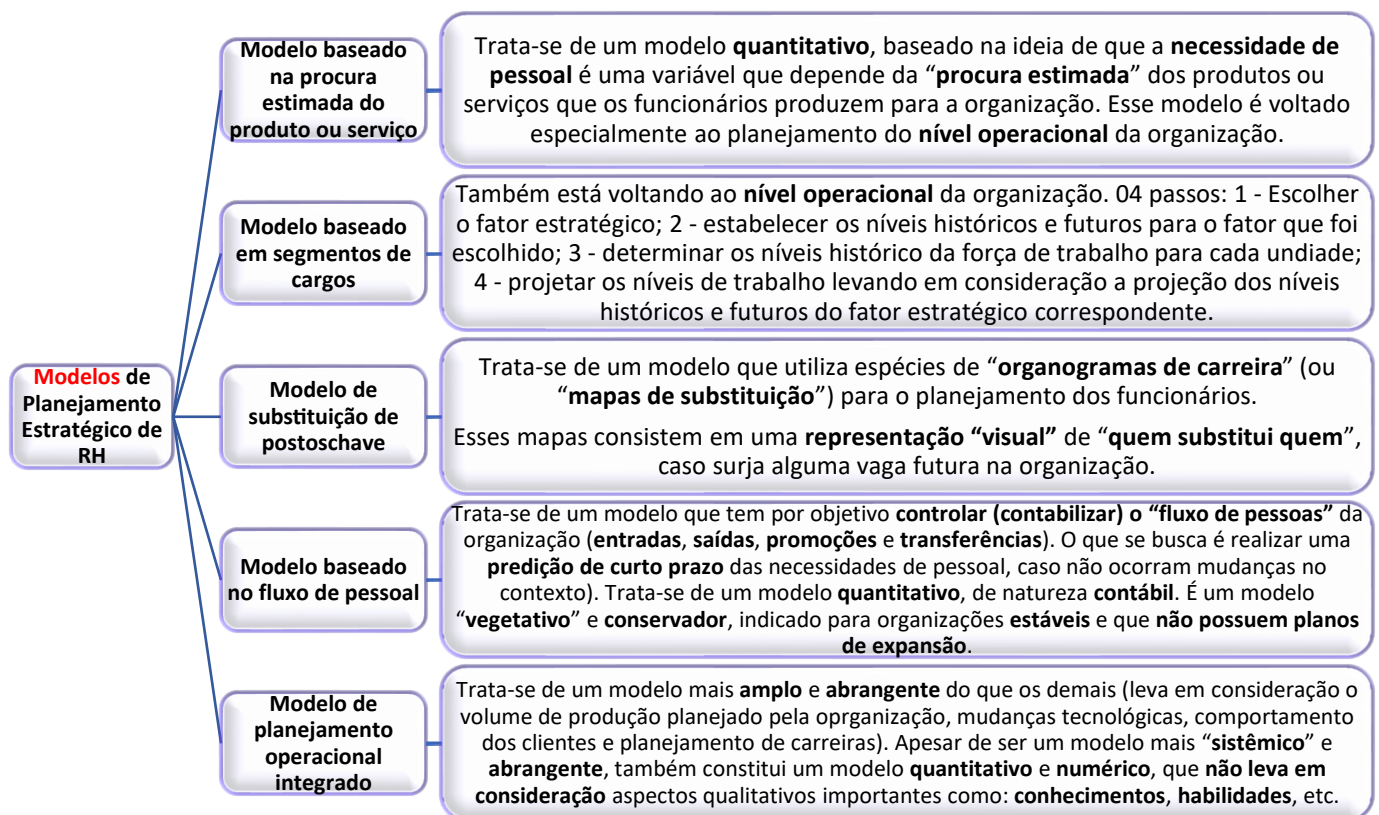 Modelos de
Planejamento
Estratégico de
RH
Modelo baseado
na procura
estimada do
produto ou serviço
Trata-se de um modelo quantitativo, baseado na ideia de que a necessidade de
pessoal é uma variável que depende da “procura estimada” dos produtos ou
serviços que os funcionários produzem para a organização. Esse modelo é voltado
especialmente ao planejamento do nível operacional da organização.
Modelo baseado
em segmentos de
cargos
Também está voltando ao nível operacional da organização. 04 passos: 1 - Escolher
o fator estratégico; 2 - estabelecer os níveis históricos e futuros para o fator que foi
escolhido; 3 - determinar os níveis histórico da força de trabalho para cada undiade;
4 - projetar os níveis de trabalho levando em consideração a projeção dos níveis
históricos e futuros do fator estratégico correspondente.
Modelo de
substituição de
postoschave
Trata-se de um modelo que utiliza espécies de “organogramas de carreira” (ou
“mapas de substituição”) para o planejamento dos funcionários.
Esses mapas consistem em uma representação “visual” de “quem substitui quem”,
caso surja alguma vaga futura na organização.
Modelo baseado
no fluxo de pessoal
Trata-se de um modelo que tem por objetivo controlar (contabilizar) o “fluxo de pessoas” da
organização (entradas, saídas, promoções e transferências). O que se busca é realizar uma
predição de curto prazo das necessidades de pessoal, caso não ocorram mudanças no
contexto). Trata-se de um modelo quantitativo, de natureza contábil. É um modelo
“vegetativo” e conservador, indicado para organizações estáveis e que não possuem planos
de expansão.
Modelo de
planejamento
operacional
integrado
Trata-se de um modelo mais amplo e abrangente do que os demais (leva em consideração o
volume de produção planejado pela oprganização, mudanças tecnológicas, comportamento
dos clientes e planejamento de carreiras). Apesar de ser um modelo mais “sistêmico” e
abrangente, também constitui um modelo quantitativo e numérico, que não leva em
consideração aspectos qualitativos importantes como: conhecimentos, habilidades, etc.